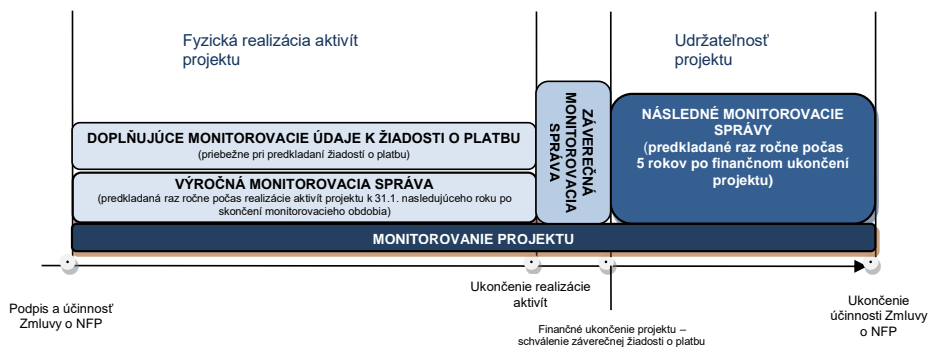 Fyzická realizácia aktivít
projektu
Udržateľnosť
projektu
DOPLŇUJÚCE MONITOROVACIE ÚDAJE K ŽIADOSTI O PLATBU
(priebežne pri predkladaní žiadostí o platbu)
VÝROČNÁ MONITOROVACIA SPRÁVA
(predkladaná raz ročne počas realizácie aktivít projektu k 31.1. nasledujúceho roku po
skončení monitorovacieho obdobia)
ZÁVEREČNÁ
MONITOROVACIA
SPRÁVA
NÁSLEDNÉ MONITOROVACIE
SPRÁVY
(predkladané raz ročne počas
5 rokov po finančnom ukončení
projektu)
MONITOROVANIE PROJEKTU
Podpis a účinnosť
Zmluvy o NFP
Ukončenie realizácie
aktivít
Finančné ukončenie projektu –
schválenie záverečnej žiadosti o platbu
Ukončenie
účinnosti Zmluvy
o NFP